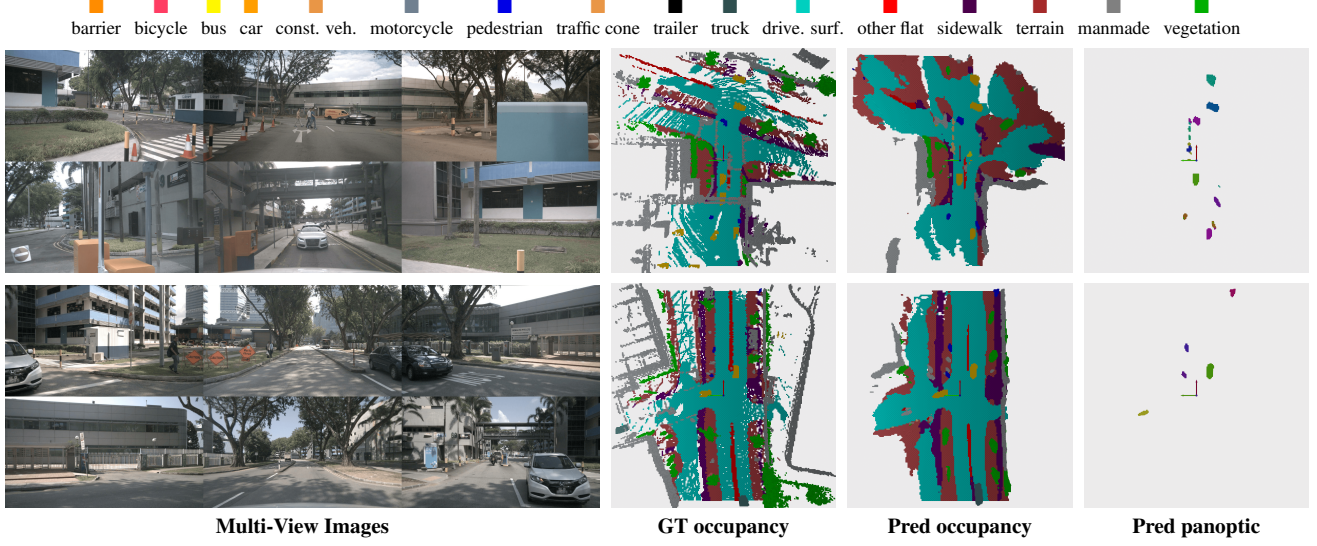 barrier bicycle bus car const. veh. motorcycle pedestrian traffic cone trailer truck drive. surf. other flat sidewalk terrain manmade vegetation
Multi-View Images GT occupancy Pred occupancy Pred panoptic